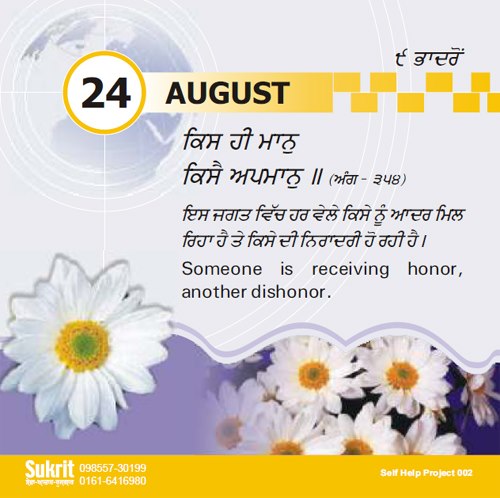 ੯ ਭਾਦਰੋਂ
24 AUGUST
ਕਿਸ ਹੀ ਮਾਨੁ
ਕਿਸੈ ਅਪਮਾਨੁ ॥ (ਅੰਗ - ੩੫੪)
ਇਸ ਜਗਤ ਵਿੱਚ ਹਰ ਵੇਲੇ ਕਿਸੇ ਨੂੰ ਆਦਰ ਮਿਲ
ਰਿਹਾ ਹੈ ਤੇ ਕਿਸੇ ਦੀ ਨਿਰਾਦਰੀ ਹੋ ਰਹੀ ਹੈ।
Someone is receiving honor,
another dishonor.
Sukrit 098557-30199
0161-6416980
Self Help Project 002